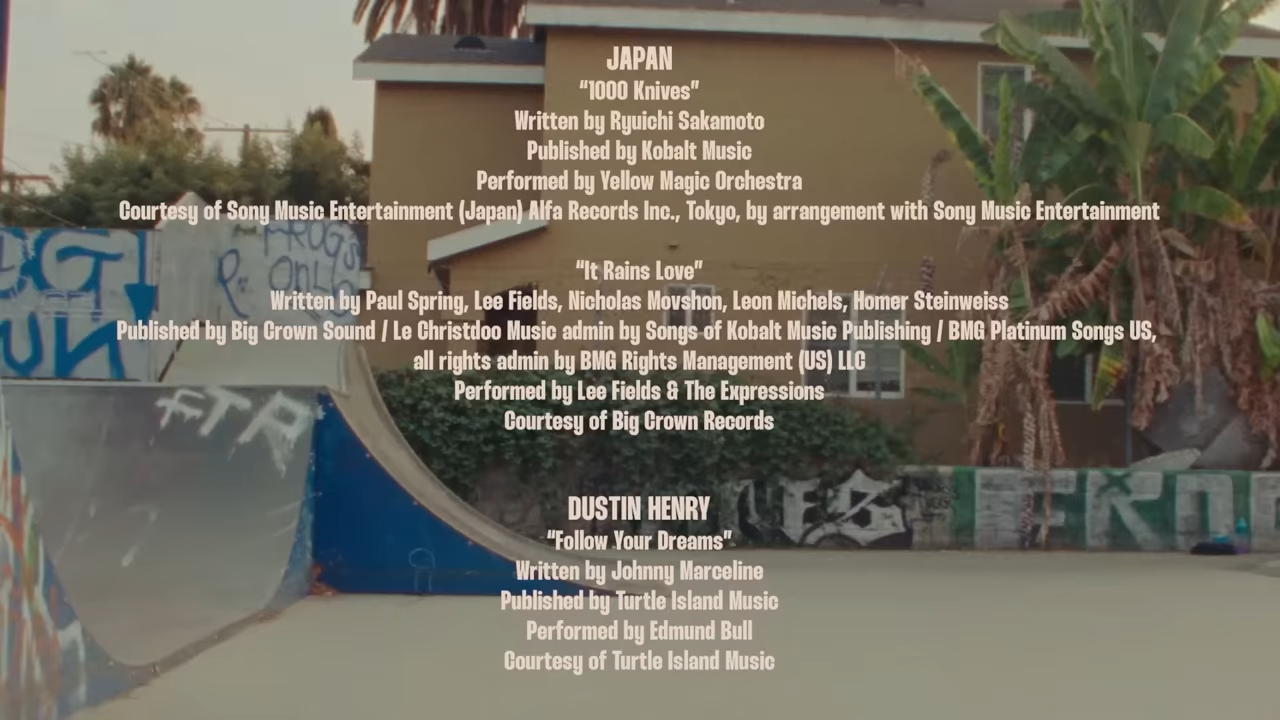 JAPAN
“1000 Knives”
Written by Ryuichi Sakamoto
Published by Kobalt Music
Performed by Yellow Magic Orchestra
Courtesy of Sony Music Entertainment (Japan) Alfa Records Inc., Tokyo, by arrangement with Sony Music Entertainment
“It Rains Love”
Written by Paul Spring, Lee Fields, Nicholas Movshon, Leon Michels, Homer Steinweiss
Published by Big Crown Sound / Le Christdoo Music admin by Songs of Kobalt Music Publishing / BMG Platinum Songs US,
all rights admin by BMG Rights Management (US) LLC
Performed by Lee Fields & The Expressions
Courtesy of Big Crown Records
DUSTIN HENRY
“Follow Your Dreams”
Written by Johnny Marceline
Published by Turtle Island Music
Performed by Edmund Bull
Courtesy of Turtle Island Music
FROGS
ONLY
FTP